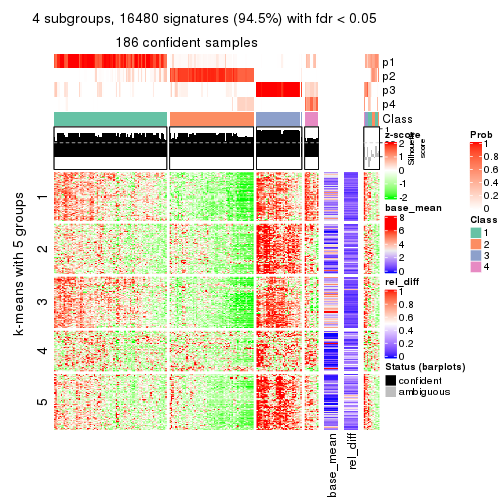 4 subgroups, 16480 signatures (94.5%) with fdr < 0.05
186 confident samples
p1
p2
p3
p4
Class
1
Silhouette
score
z-score
2
1
0
-1
-2
base_mean
8
6
4
2
0
rel_diff
1
0.8
0.6
0.4
0.2
0
Status (barplots)
confident
ambiguous
Prob
1
0.8
0.6
0.4
0.2
0
Class
1
2
3
4
k-means with 5 groups
1
2
3
4
5
base_mean
rel_diff